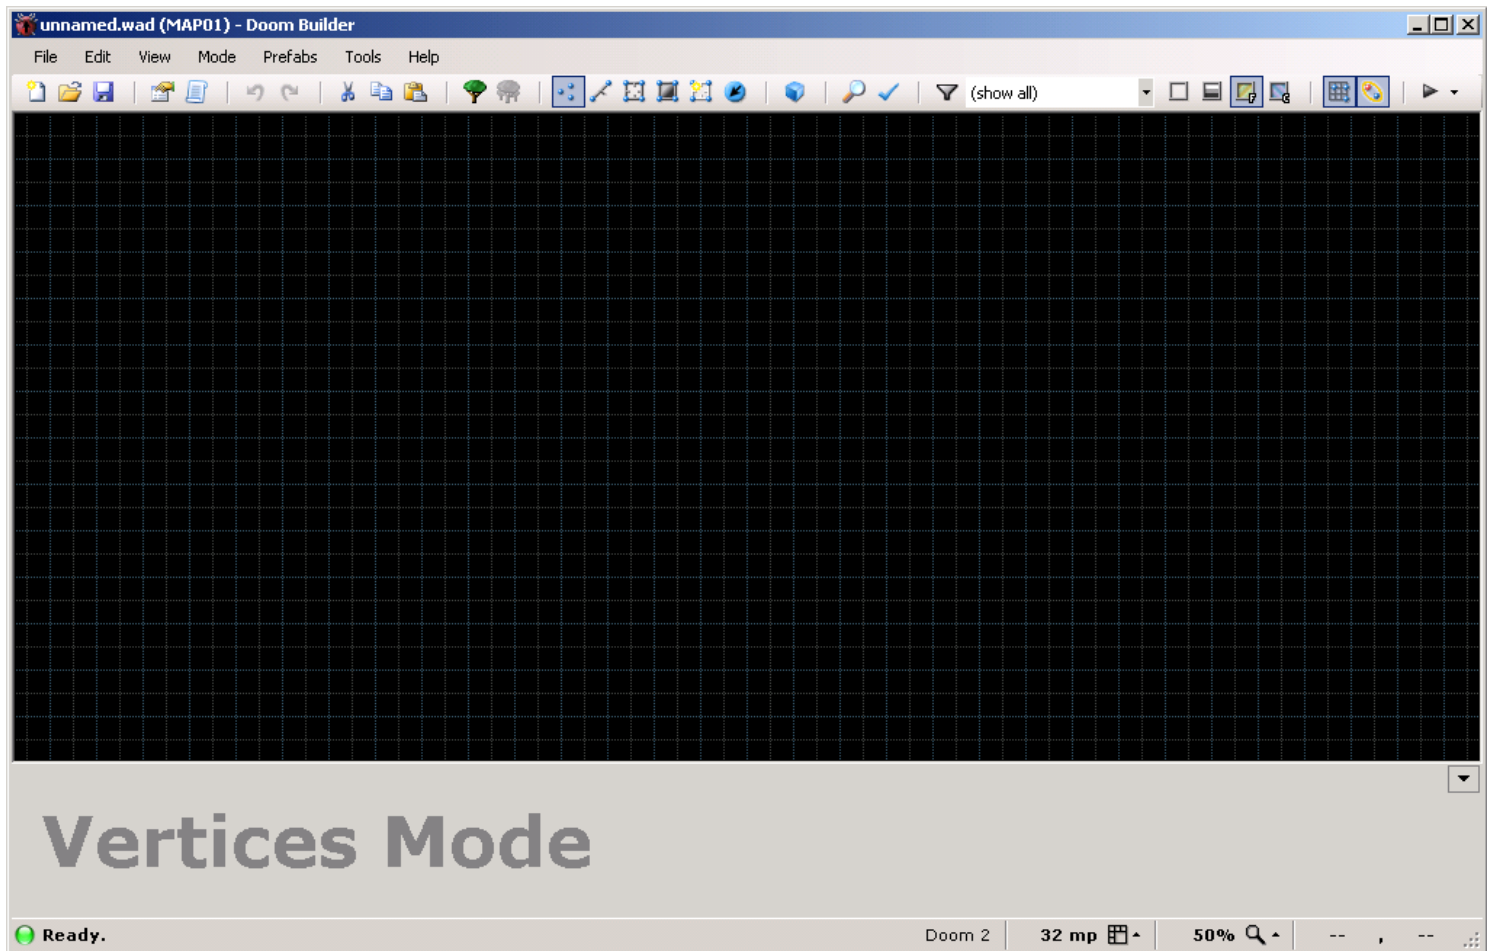 unnamed.wad (MAP01) - Doom Builder
File Edit View Mode Prefabs Tools Help
(show all)
Vertices Mode
Ready. Doom 2 32 mp 50% -- , --